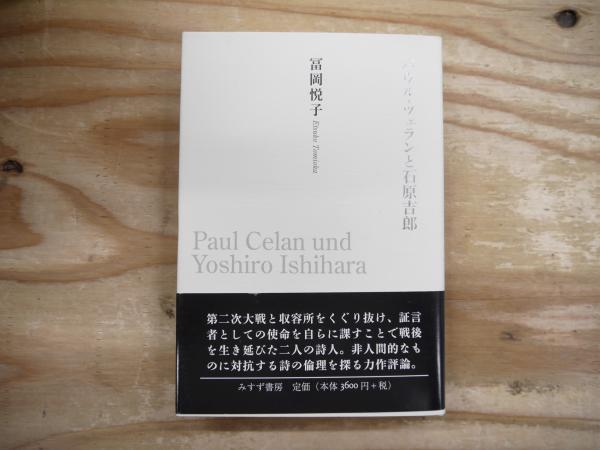 パウル・ツェランと石原吉郎
冨岡悦子
Etsuko Tomioka
Paul Celan und
Yoshiro Ishihara
第二次大戦と収容所をくぐり抜け、証言
者としての使命を自らに課すことで戦後
を生き延びた二人の詩人。非人間的なも
のに対抗する詩の倫理を探る力作評論。
みすず書房 定価（本体 3600 円＋税）